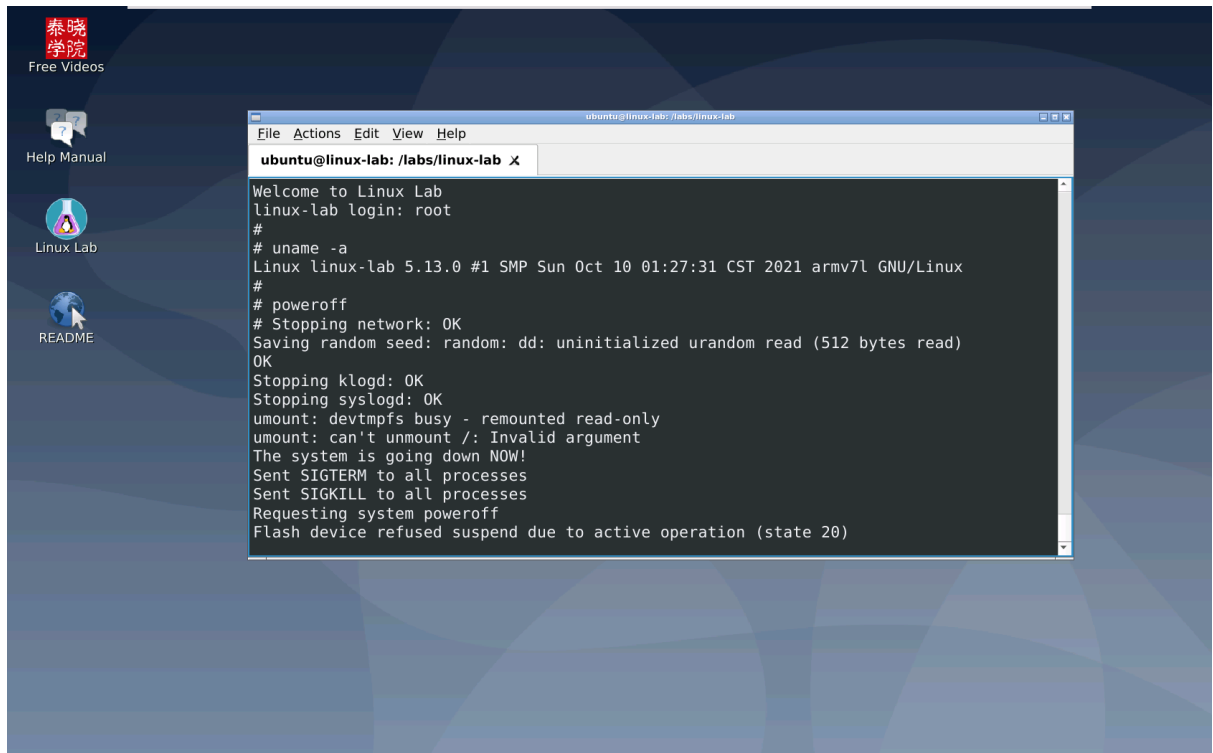 泰晓
学院
Free Videos
Help Manual
Linux Lab
README
ubuntu@linux-lab: /labs/linux-lab
File Actions Edit View Help
ubuntu@linux-lab: /labs/linux-lab
Welcome to Linux Lab
linux-lab login: root
#
# uname -a
Linux linux-lab 5.13.0 #1 SMP Sun Oct 10 01:27:31 CST 2021 armv7l GNU/Linux
#
# poweroff
# Stopping network: OK
Saving random seed: random: dd: uninitialized urandom read (512 bytes read)
OK
Stopping klogd: OK
Stopping syslogd: OK
umount: devtmpfs busy - remounted read-only
umount: can't unmount /: Invalid argument
The system is going down NOW!
Sent SIGTERM to all processes
Sent SIGKILL to all processes
Requesting system poweroff
Flash device refused suspend due to active operation (state 20)